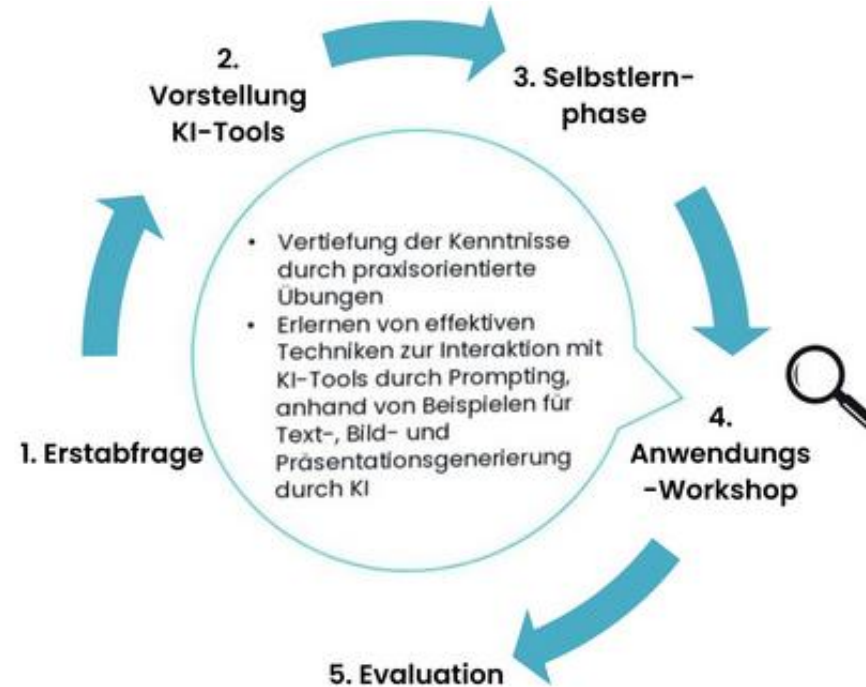 2.
Vorstellung
KI-Tools
3. Selbstlern-
phase
• Vertiefung der Kenntnisse
durch praxisorientierte
Übungen
• Erlernen von effektiven
Techniken zur Interaktion mit
KI-Tools durch Prompting,
anhand von Beispielen für
Text-, Bild- und
Präsentationsgenerierung
durch KI
1. Erstabfrage
4.
Anwendungs
-Workshop
5. Evaluation